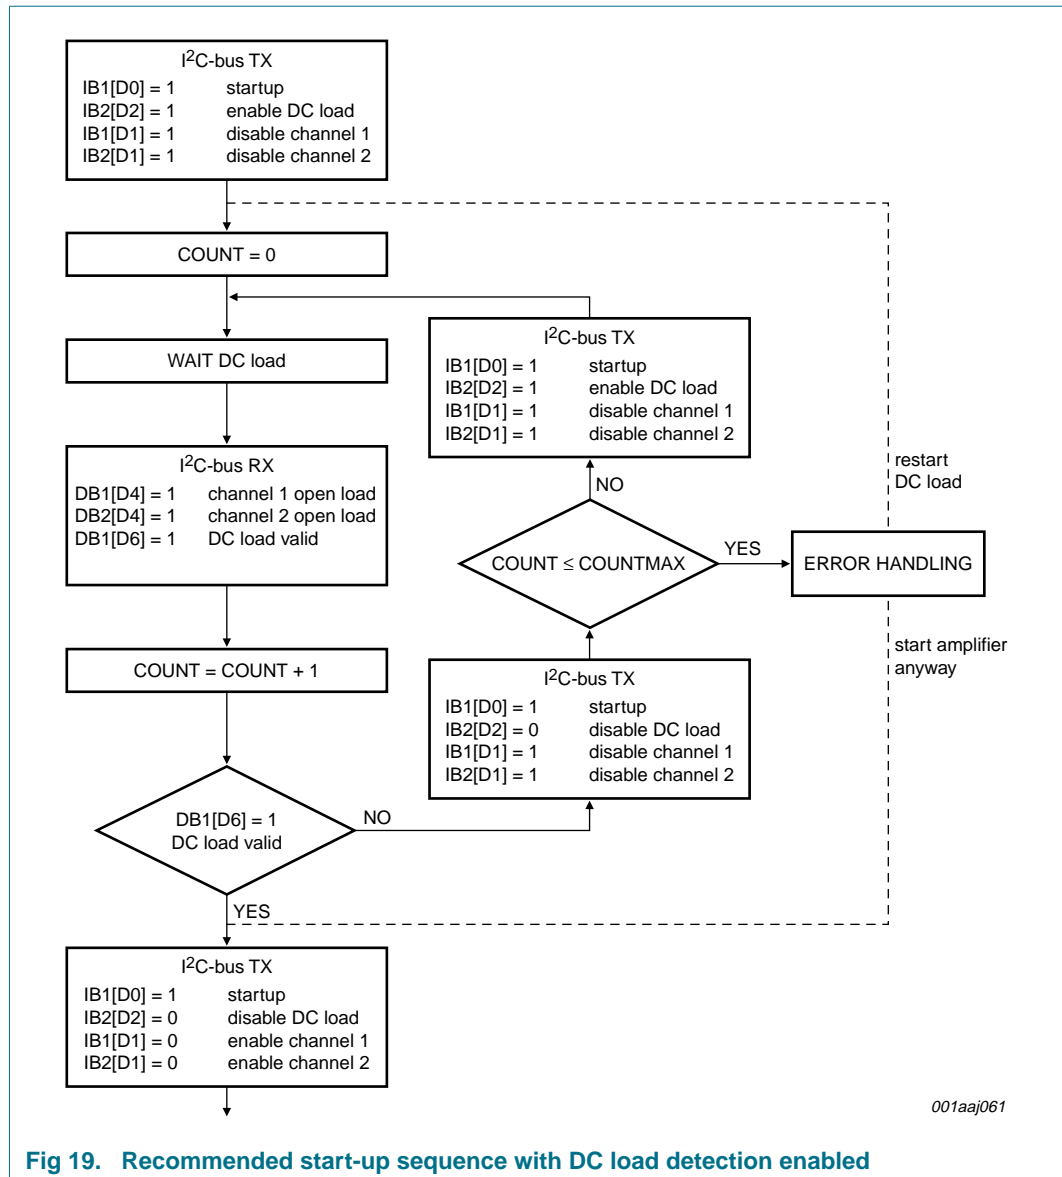 I2C-bus TX
IB1[D0] = 1 startup
IB2[D2] = 1 enable DC load
IB1[D1] = 1 disable channel 1
IB2[D1] = 1 disable channel 2
COUNT = 0
WAIT DC load
I2C-bus RX
DB1[D4] = 1 channel 1 open load
DB2[D4] = 1 channel 2 open load
DB1[D6] = 1 DC load valid
COUNT = COUNT + 1
DB1[D6] = 1
DC load valid
NO
YES
I2C-bus TX
IB1[D0] = 1 startup
IB2[D2] = 0 disable DC load
IB1[D1] = 0 enable channel 1
IB2[D1] = 0 enable channel 2
I2C-bus TX
IB1[D0] = 1 startup
IB2[D2] = 1 enable DC load
IB1[D1] = 1 disable channel 1
IB2[D1] = 1 disable channel 2
NO
COUNT ≤ COUNTMAX
YES
I2C-bus TX
IB1[D0] = 1 startup
IB2[D2] = 0 disable DC load
IB1[D1] = 1 disable channel 1
IB2[D1] = 1 disable channel 2
restart
DC load
ERROR HANDLING
start amplifier
anyway
001aaj061
Fig 19. Recommended start-up sequence with DC load detection enabled